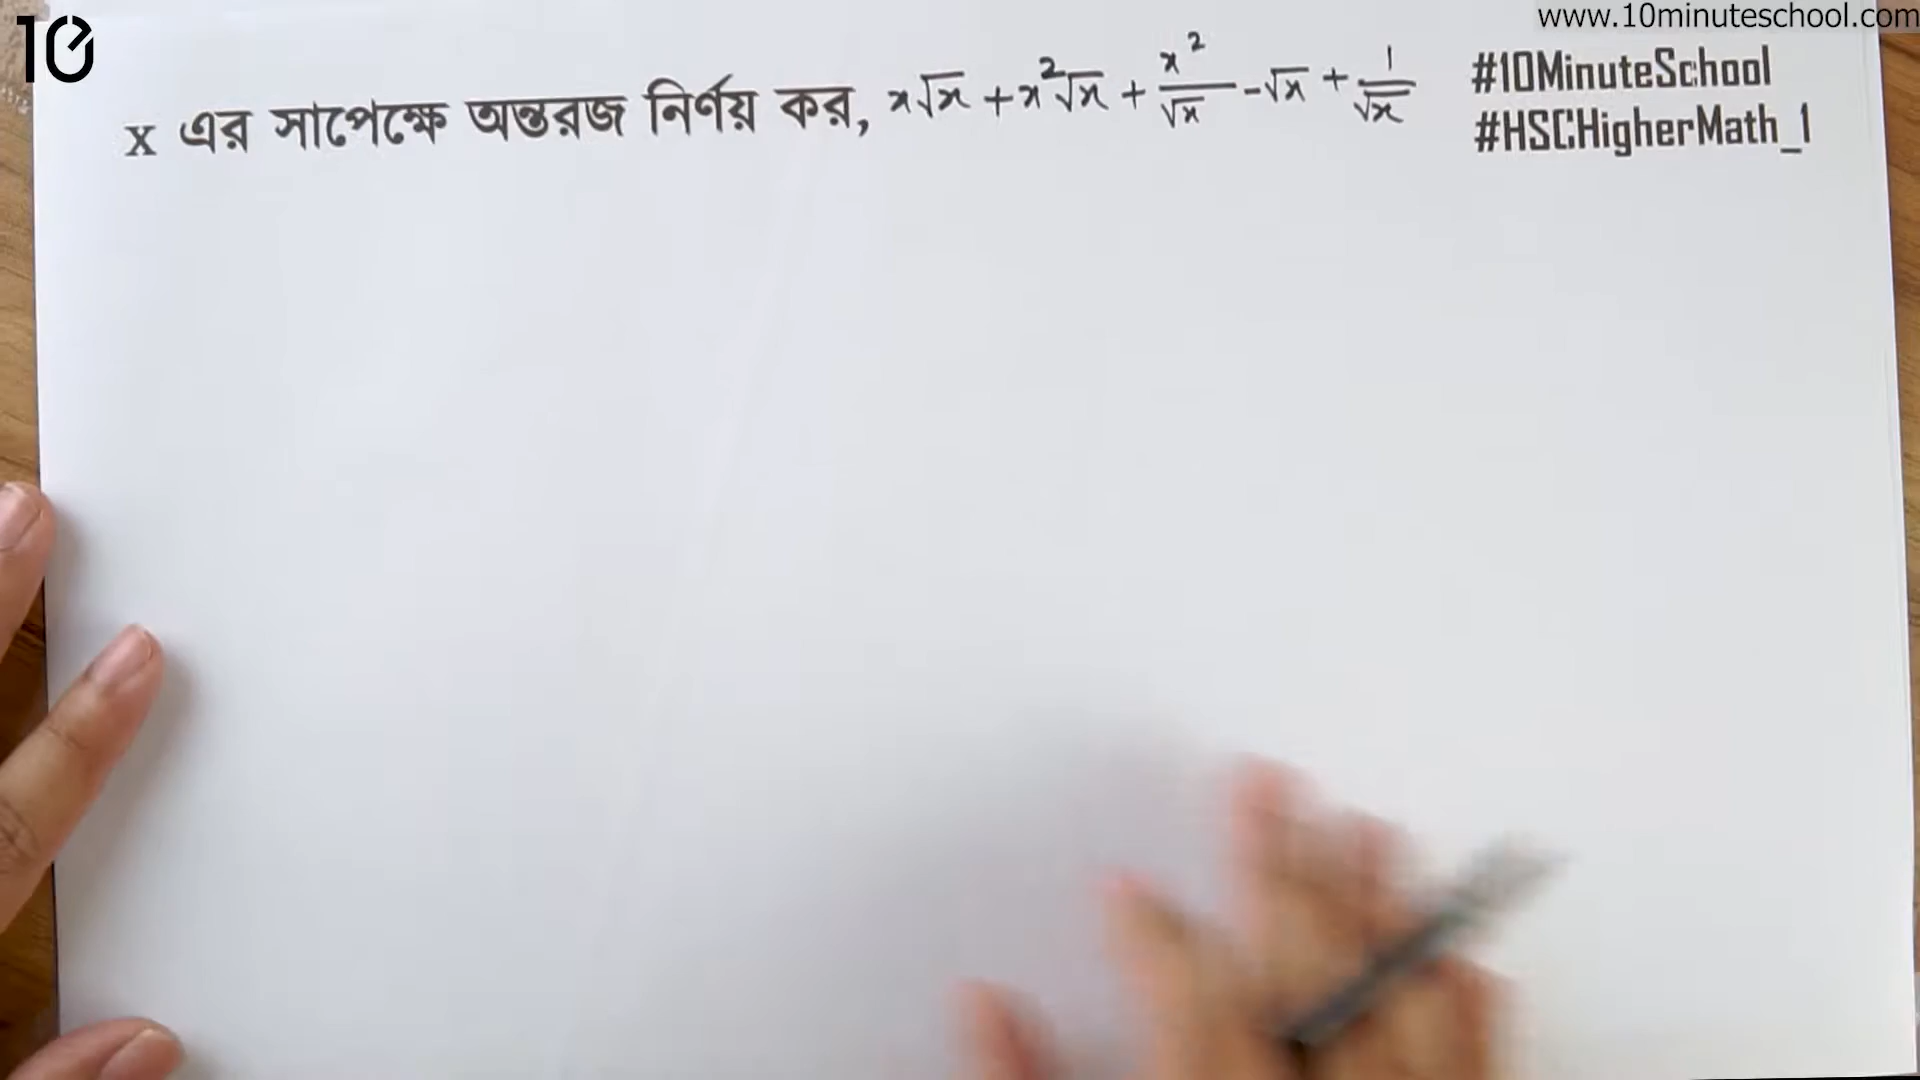 10
www.10minuteschool.com
x এর সাপেক্ষে অন্তরজ নির্ণয় কর, x√x + x²√x + x²/√x - √x + 1/√x
#10MinuteSchool
#HSCHigherMath_1